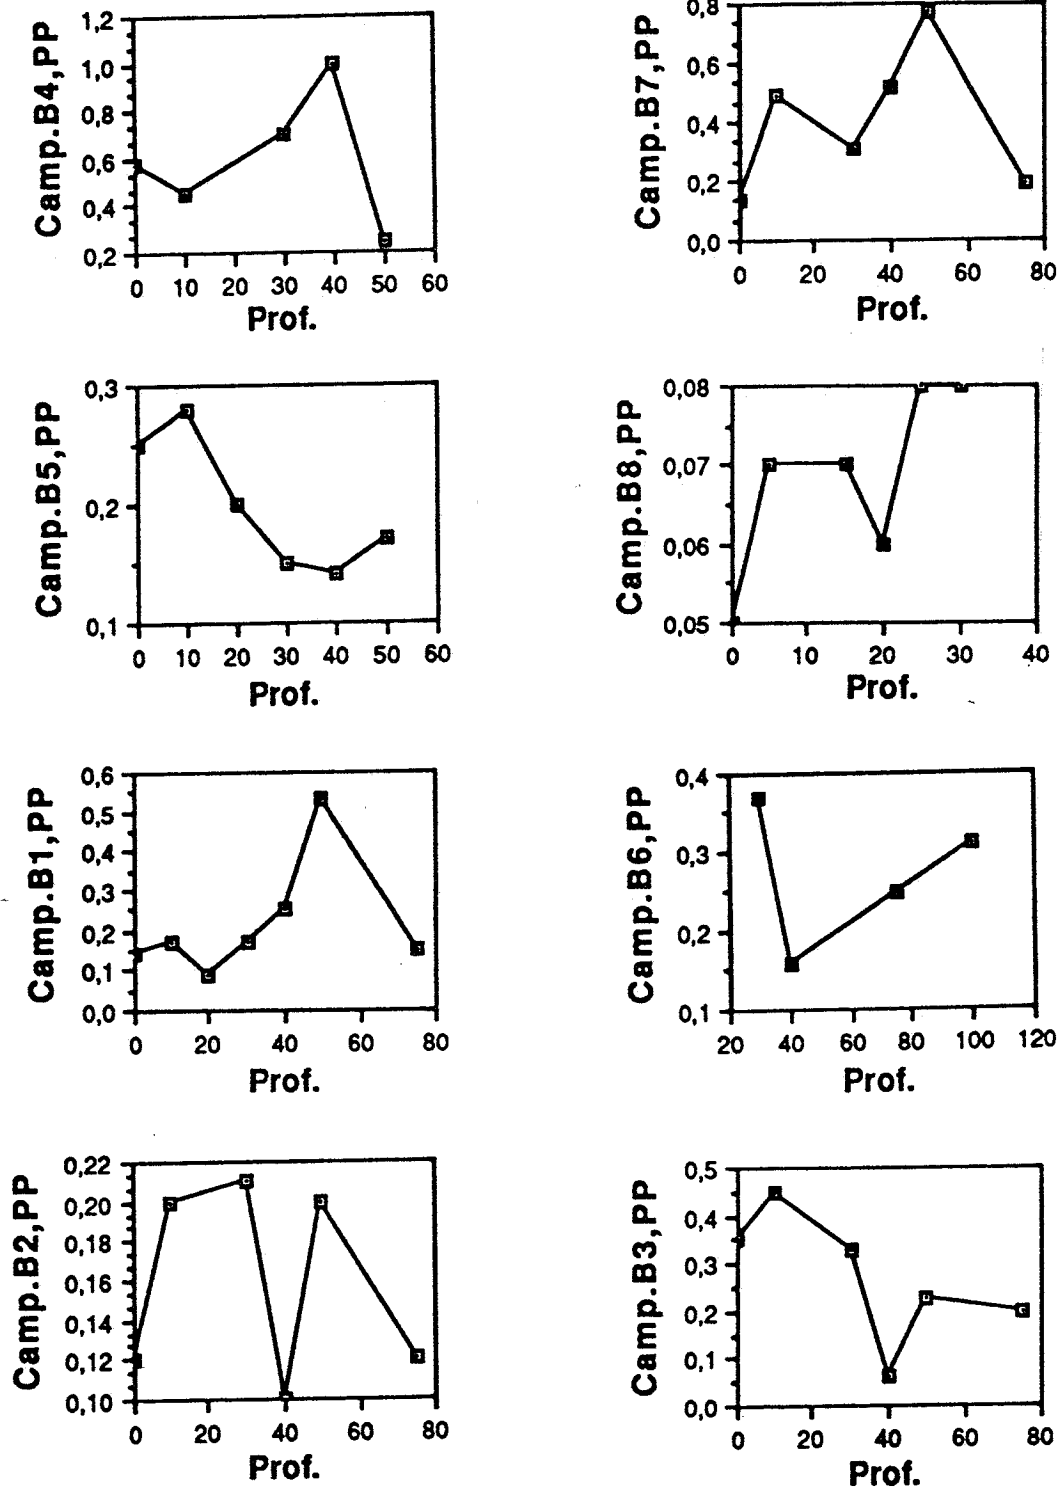 Camp.B4,PP
1,2
1,0
0,8
0,6
0,4
0,2
0 10 20 30 40 50 60
Prof.
Camp.B7,PP
0,8
0,6
0,4
0,2
0,0
0 20 40 60 80
Prof.
Camp.B5,PP
0,3
0,2
0,1
0 10 20 30 40 50 60
Prof.
Camp.B8,PP
0,08
0,07
0,06
0,05
0 10 20 30 40
Prof.
Camp.B1,PP
0,6
0,5
0,4
0,3
0,2
0,1
0,0
0 20 40 60 80
Prof.
Camp.B6,PP
0,4
0,3
0,2
0,1
20 40 60 80 100 120
Prof.
Camp.B2,PP
0,22
0,20
0,18
0,16
0,14
0,12
0,10
0 20 40 60 80
Prof.
Camp.B3,PP
0,5
0,4
0,3
0,2
0,1
0,0
0 20 40 60 80
Prof.